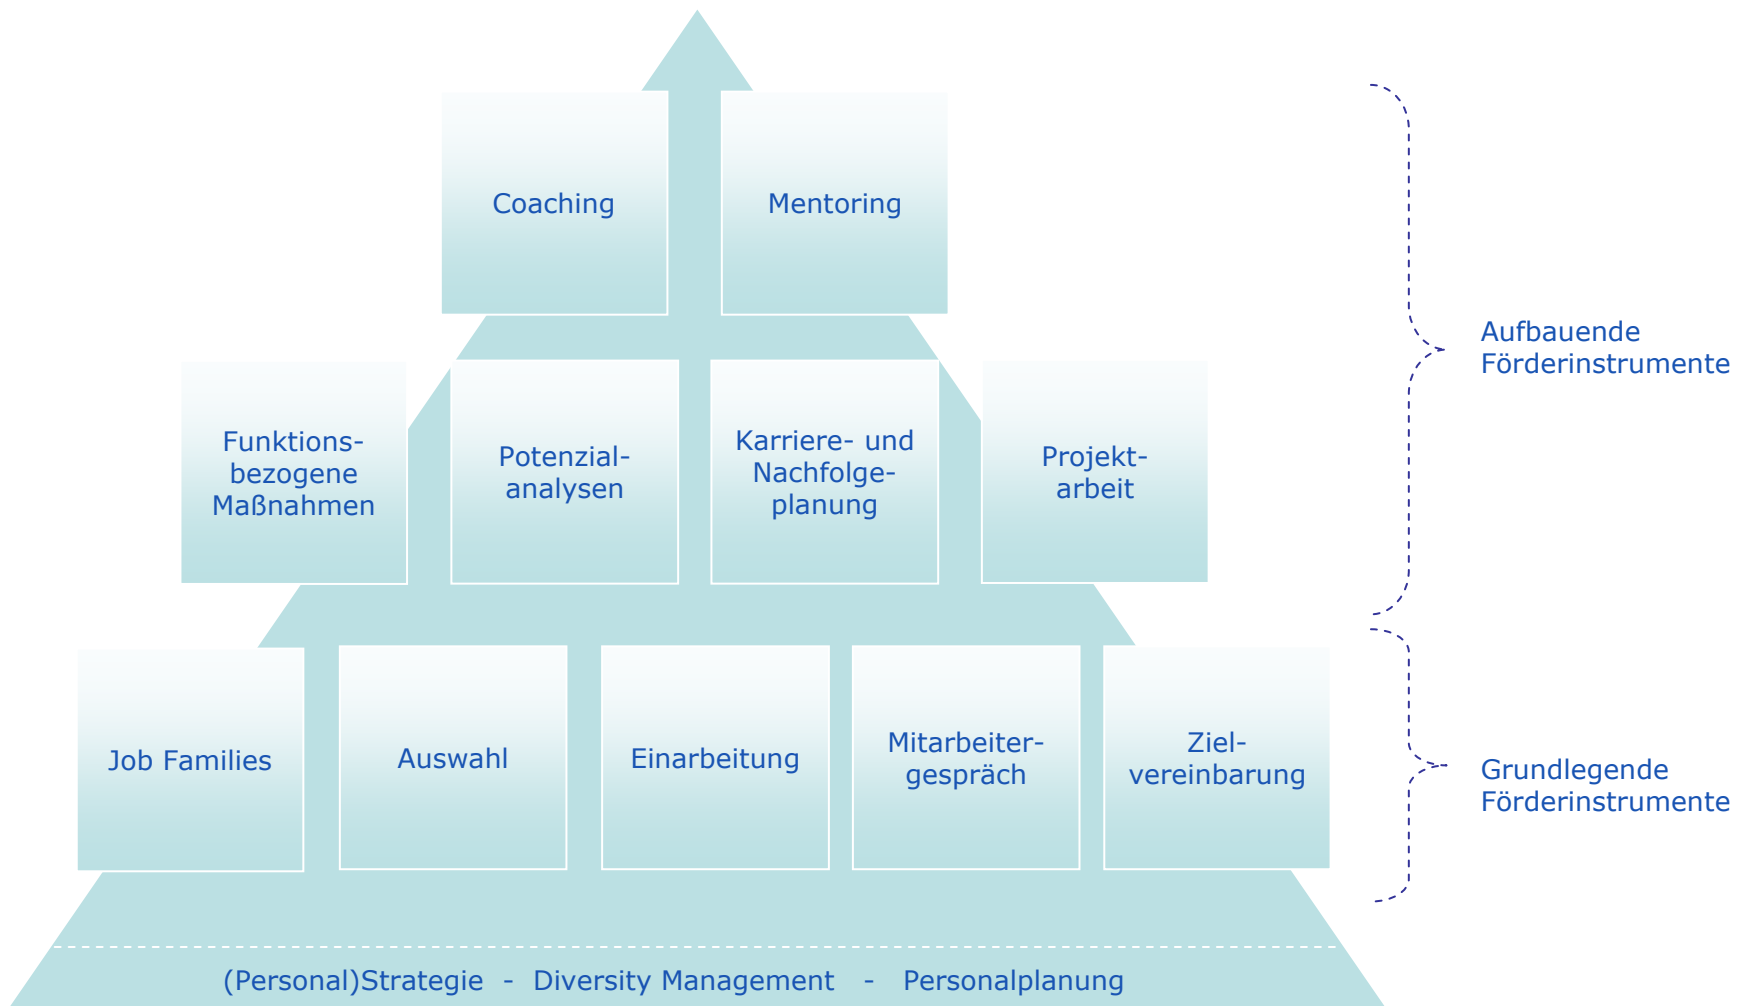 Coaching
Mentoring
Aufbauende
Förderinstrumente
Funktions-
bezogene
Maßnahmen
Potenzial-
analysen
Karriere- und
Nachfolge-
planung
Projekt-
arbeit
Job Families
Auswahl
Einarbeitung
Mitarbeiter-
gespräch
Ziel-
vereinbarung
Grundlegende
Förderinstrumente
(Personal)Strategie - Diversity Management - Personalplanung